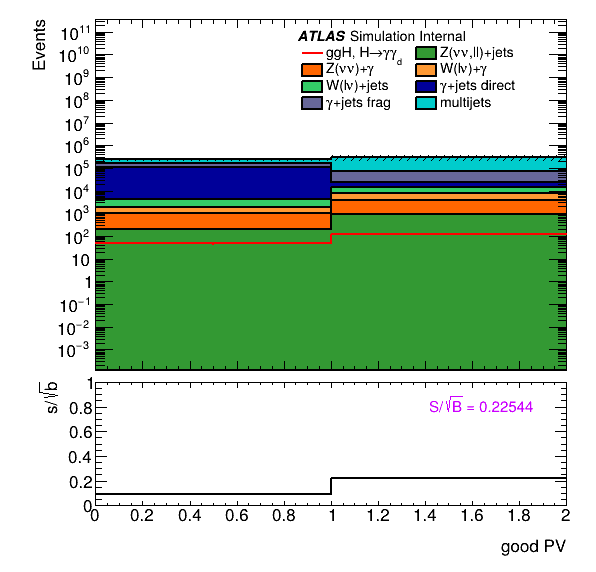 Events
ATLAS Simulation Internal
ggH, H→γγd
Z(νν,ll)+jets
Z(νν)+γ
W(lν)+γ
W(lν)+jets
γ+jets direct
γ+jets frag
multijets
10¹¹
10¹⁰
10⁹
10⁸
10⁷
10⁶
10⁵
10⁴
10³
10²
10
1
10⁻¹
10⁻²
10⁻³
s/√b
S/√B = 0.22544
1
0.8
0.6
0.4
0.2
0
0 0.2 0.4 0.6 0.8 1 1.2 1.4 1.6 1.8 2
good PV